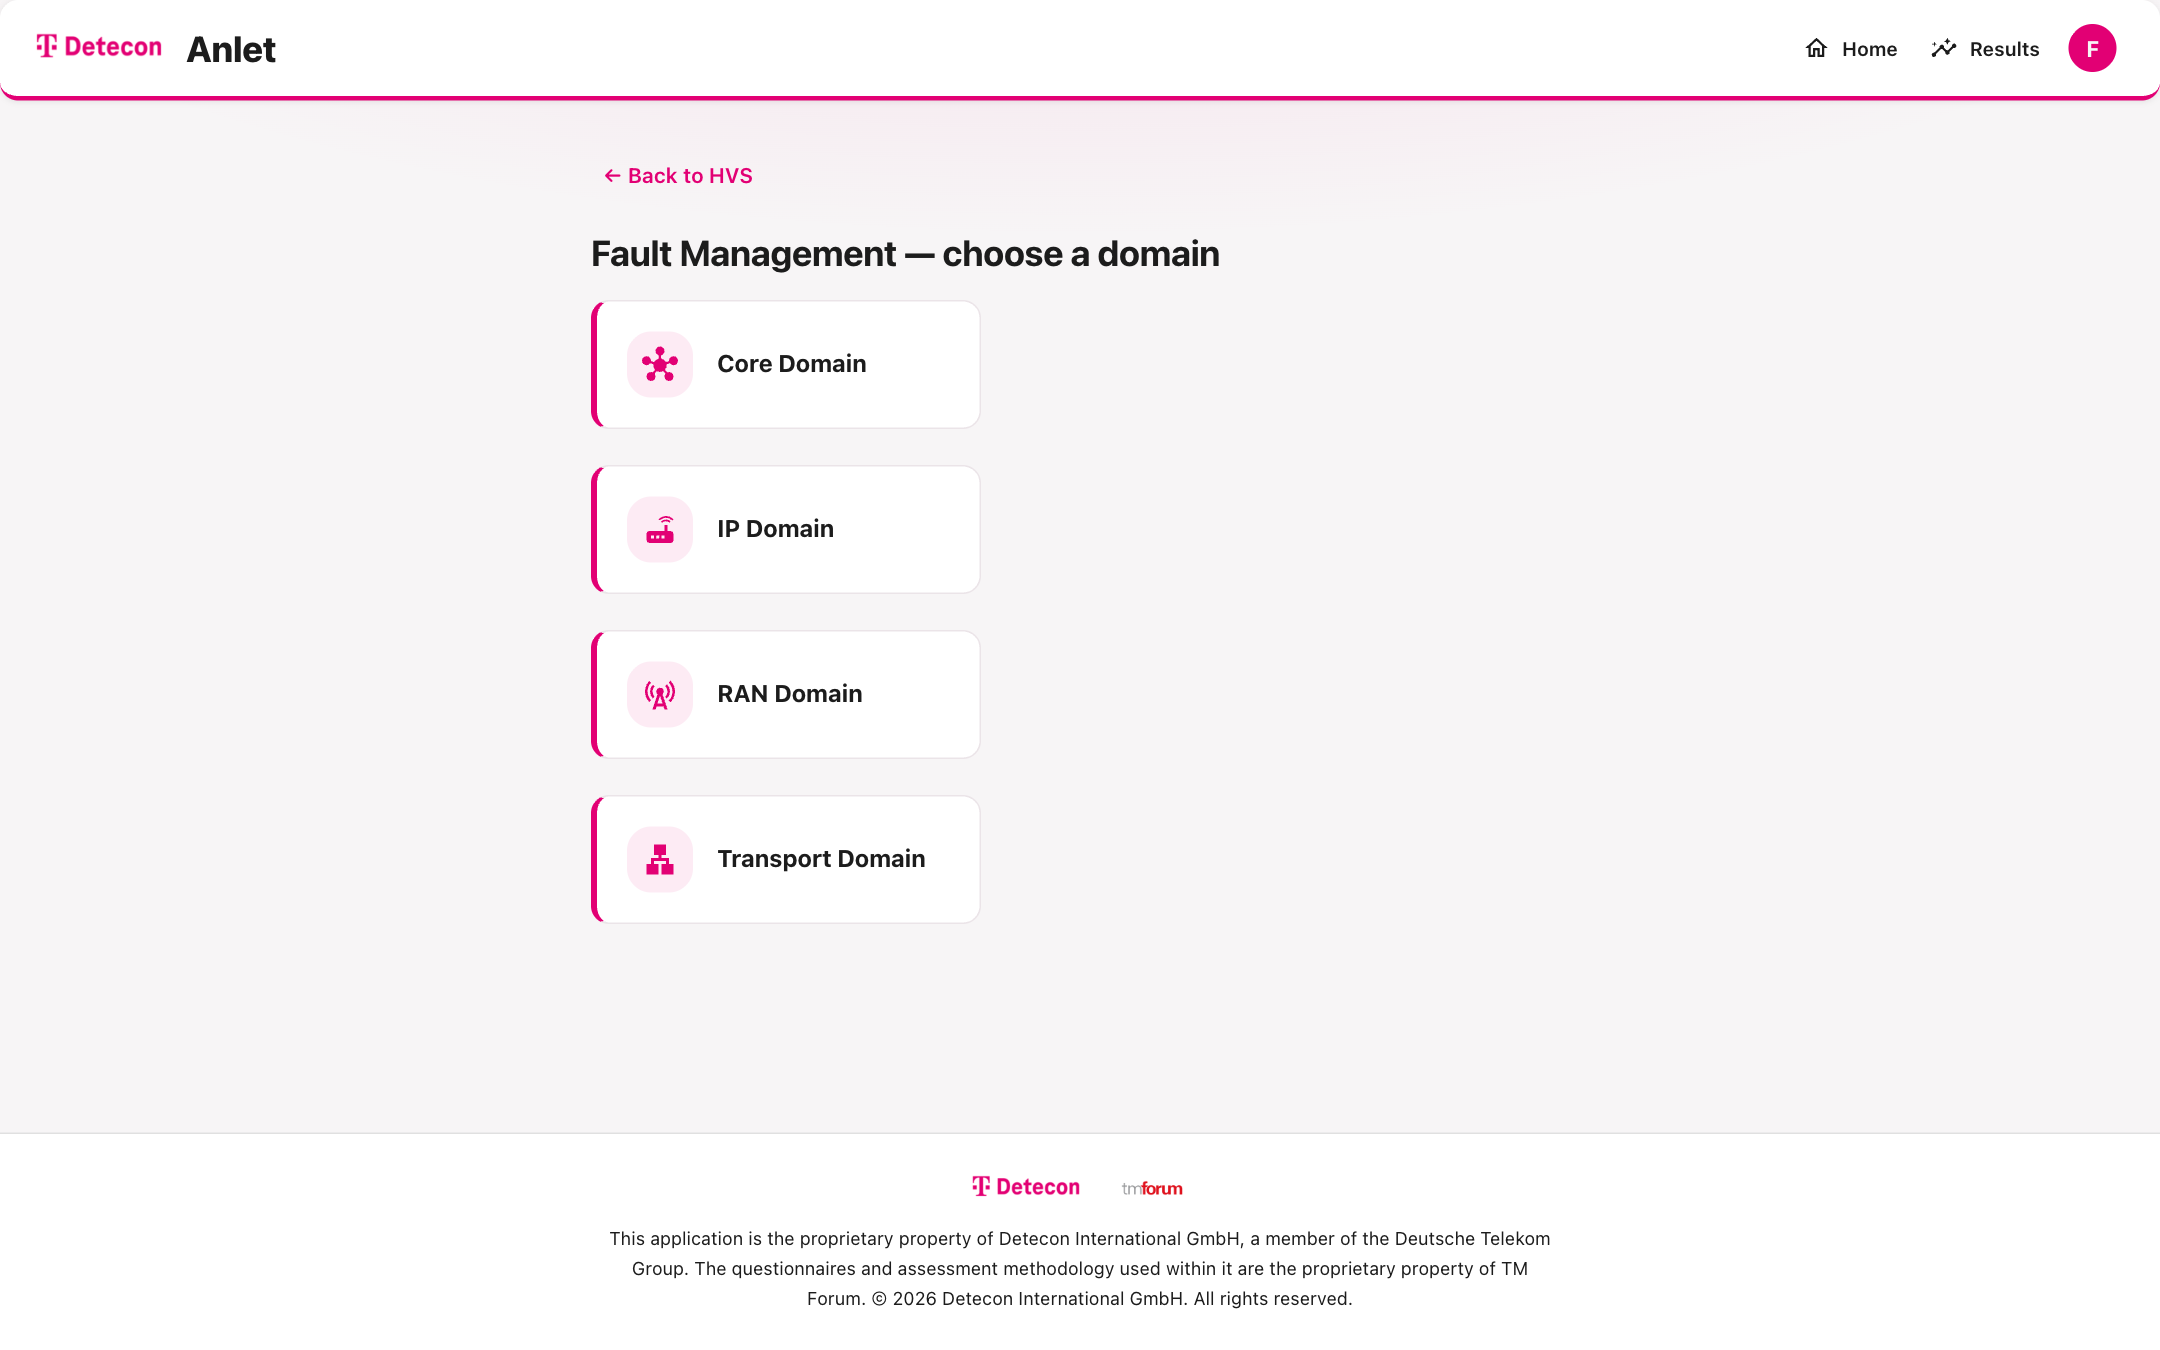 Detecon Anlet Home Results F
← Back to HVS
Fault Management — choose a domain
Core Domain
IP Domain
RAN Domain
Transport Domain
Detecon tmforum
This application is the proprietary property of Detecon International GmbH, a member of the Deutsche Telekom
Group. The questionnaires and assessment methodology used within it are the proprietary property of TM
Forum. © 2026 Detecon International GmbH. All rights reserved.